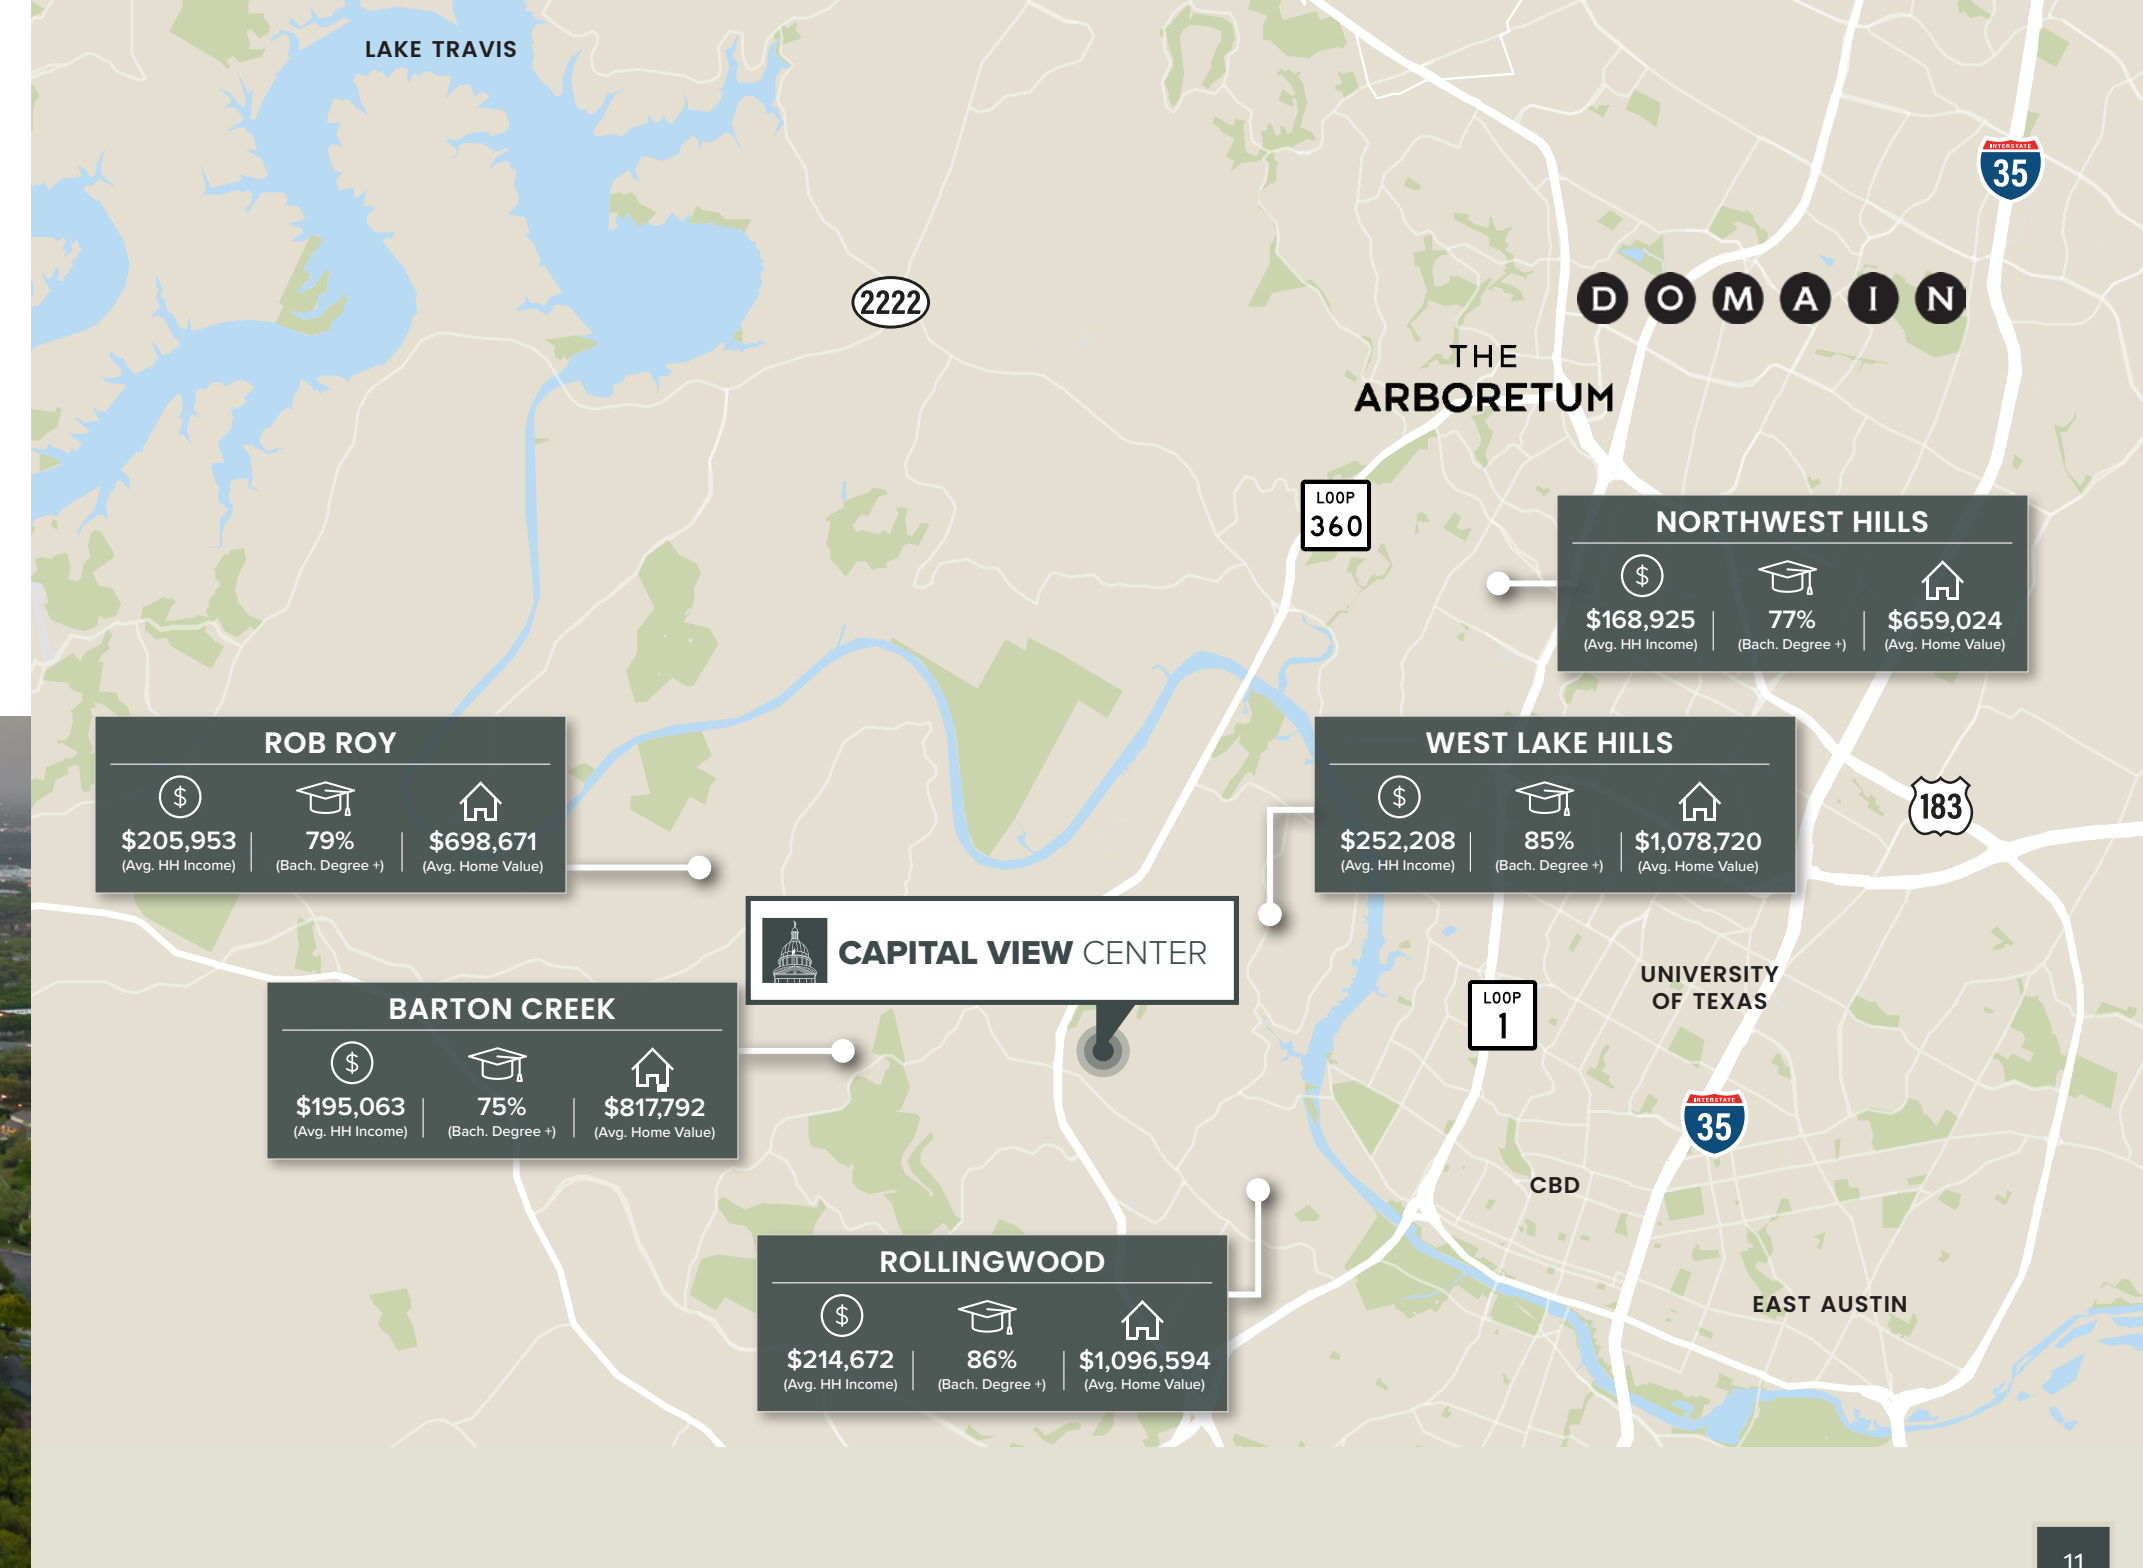 LAKE TRAVIS
INTERSTATE
35
2222
DOMAIN
THE
ARBORETUM
LOOP
360
NORTHWEST HILLS
$
$168,925 77% $659,024
(Avg. HH Income) (Bach. Degree +) (Avg. Home Value)
ROB ROY
$
$205,953 79% $698,671
(Avg. HH Income) (Bach. Degree +) (Avg. Home Value)
WEST LAKE HILLS
$
$252,208 85% $1,078,720
(Avg. HH Income) (Bach. Degree +) (Avg. Home Value)
183
CAPITAL VIEW CENTER
BARTON CREEK
$
$195,063 75% $817,792
(Avg. HH Income) (Bach. Degree +) (Avg. Home Value)
UNIVERSITY
OF TEXAS
LOOP
1
INTERSTATE
35
CBD
ROLLINGWOOD
$
$214,672 86% $1,096,594
(Avg. HH Income) (Bach. Degree +) (Avg. Home Value)
EAST AUSTIN
11